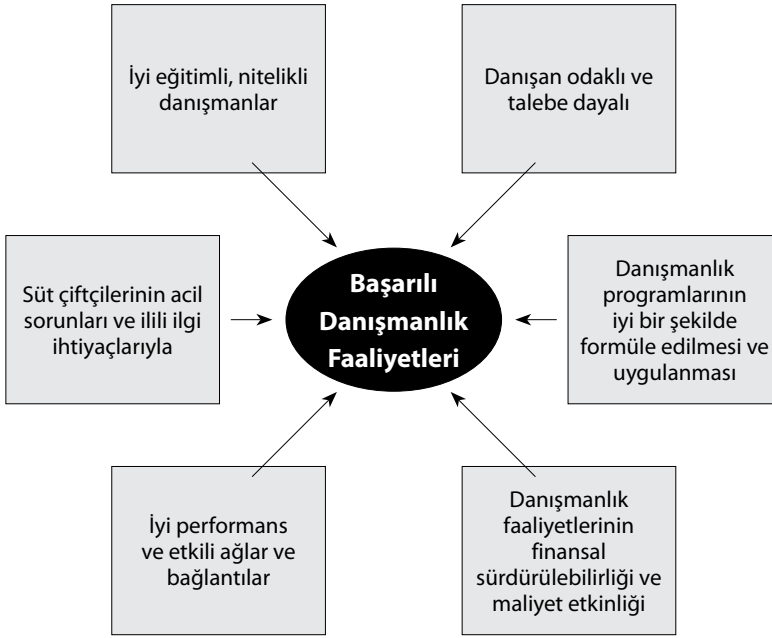 İyi eğitimli, nitelikli
danışmanlar
Danışan odaklı ve
talebe dayalı
Süt çiftçilerinin acil
sorunları ve ilili ilgi
ihtiyaçlarıyla
Başarılı
Danışmanlık
Faaliyetleri
Danışmanlık
programlarının
iyi bir şekilde
formüle edilmesi ve
uygulanması
İyi performans
ve etkili ağlar ve
bağlantılar
Danışmanlık
faaliyetlerinin
finansal
sürdürülebilirliği ve
maliyet etkinliği